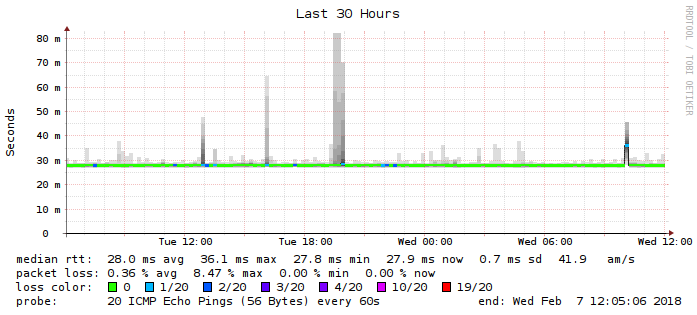 Last 30 Hours
RRDTOOL / TOBI OETIKER
Seconds
80 m
70 m
60 m
50 m
40 m
30 m
20 m
10 m
0
Tue 12:00 Tue 18:00 Wed 00:00 Wed 06:00 Wed 12:00
median rtt: 28.0 ms avg 36.1 ms max 27.8 ms min 27.9 ms now 0.7 ms sd 41.9 am/s
packet loss: 0.36 % avg 8.47 % max 0.00 % min 0.00 % now
loss color: 0 1/20 2/20 3/20 4/20 10/20 19/20
probe: 20 ICMP Echo Pings (56 Bytes) every 60s end: Wed Feb 7 12:05:06 2018